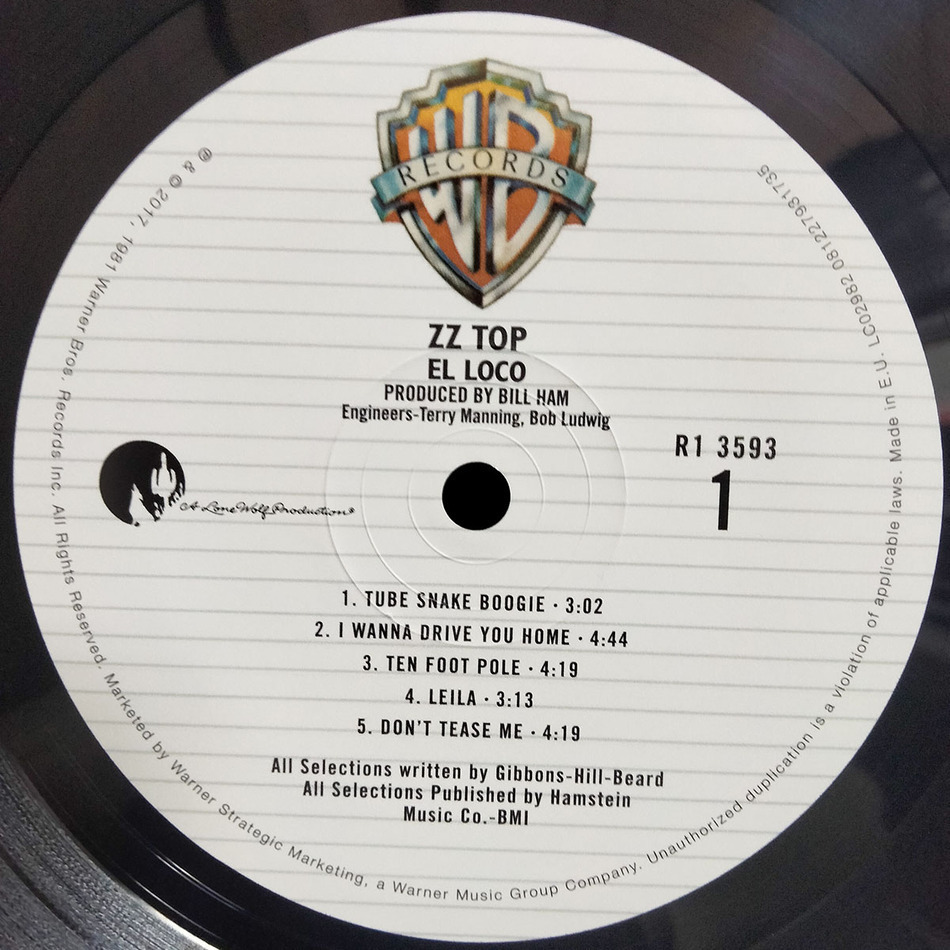 WB
RECORDS
ZZ TOP
EL LOCO
PRODUCED BY BILL HAM
Engineers-Terry Manning, Bob Ludwig
R1 3593
1
A Lone Wolf Production®
1. TUBE SNAKE BOOGIE · 3:02
2. I WANNA DRIVE YOU HOME · 4:44
3. TEN FOOT POLE · 4:19
4. LEILA · 3:13
5. DON'T TEASE ME · 4:19
All Selections written by Gibbons-Hill-Beard
All Selections Published by Hamstein
Music Co.-BMI
℗ & © 2017, 1981 Warner Bros. Records Inc. All Rights Reserved. Marketed by Warner Strategic Marketing, a Warner Music Group Company. Unauthorized duplication is a violation of applicable laws. Made in E.U. LC02982 081227931735